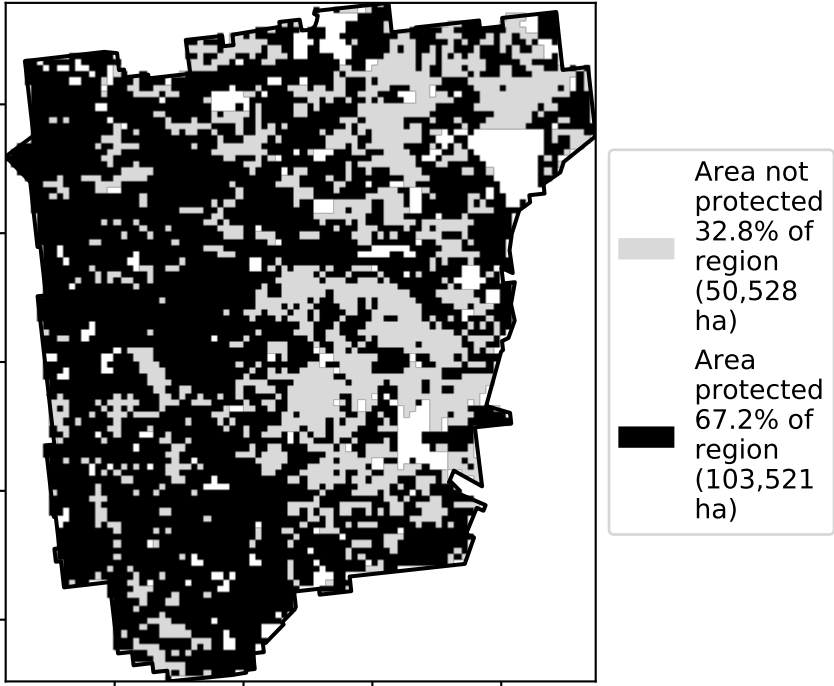 Area not
protected
32.8% of
region
(50,528
ha)
Area
protected
67.2% of
region
(103,521
ha)